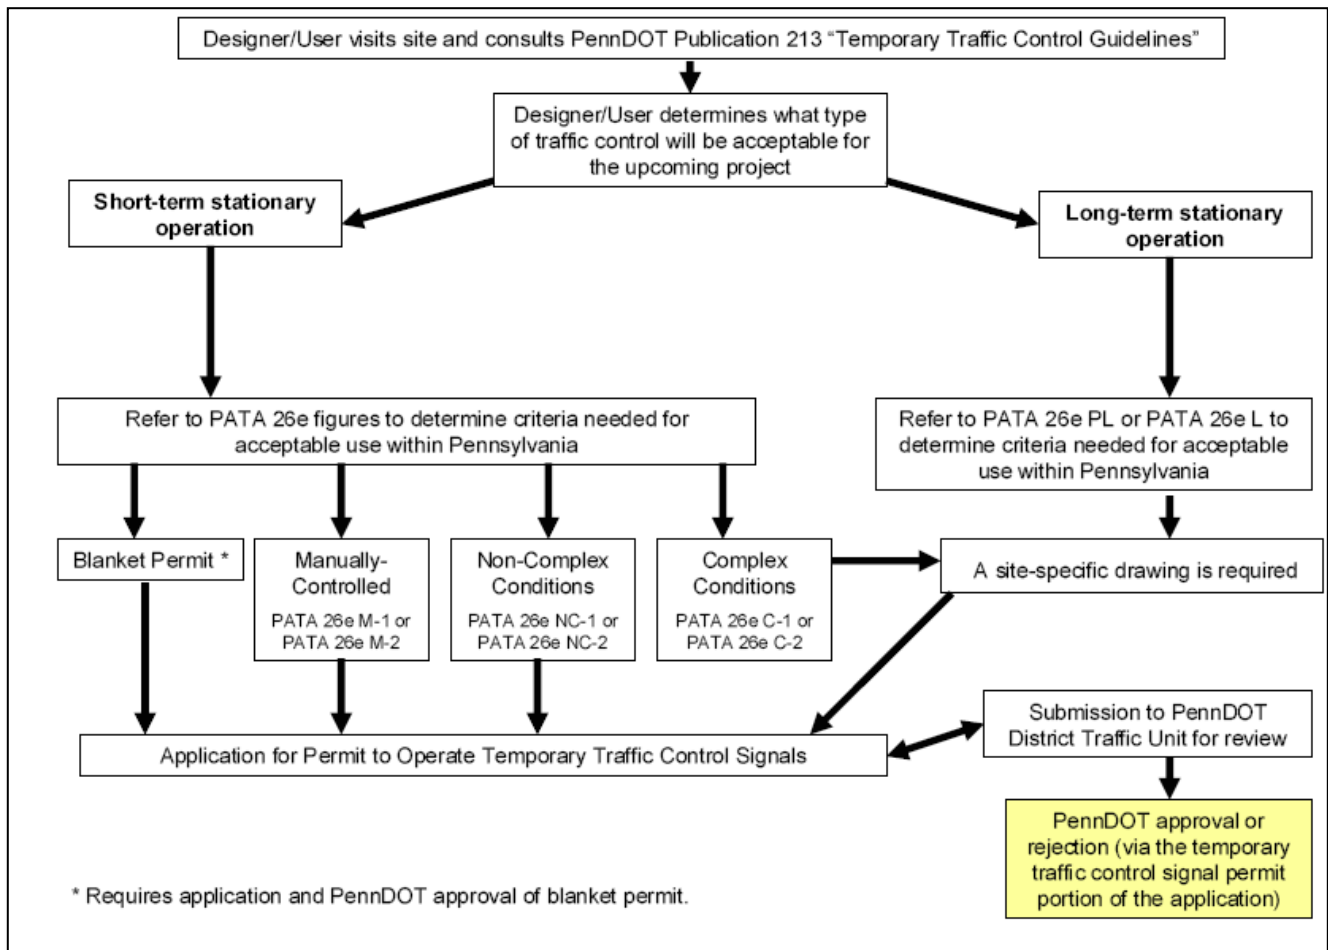 Designer/User visits site and consults PennDOT Publication 213 “Temporary Traffic Control Guidelines”
Designer/User determines what type
of traffic control will be acceptable for
the upcoming project
Short-term stationary
operation
Long-term stationary
operation
Refer to PATA 26e figures to determine criteria needed for
acceptable use within Pennsylvania
Refer to PATA 26e PL or PATA 26e L to
determine criteria needed for acceptable
use within Pennsylvania
Blanket Permit *
Manually-
Controlled
PATA 26e M-1 or
PATA 26e M-2
Non-Complex
Conditions
PATA 26e NC-1 or
PATA 26e NC-2
Complex
Conditions
PATA 26e C-1 or
PATA 26e C-2
A site-specific drawing is required
Application for Permit to Operate Temporary Traffic Control Signals
Submission to PennDOT
District Traffic Unit for review
PennDOT approval or
rejection (via the temporary
traffic control signal permit
portion of the application)
* Requires application and PennDOT approval of blanket permit.